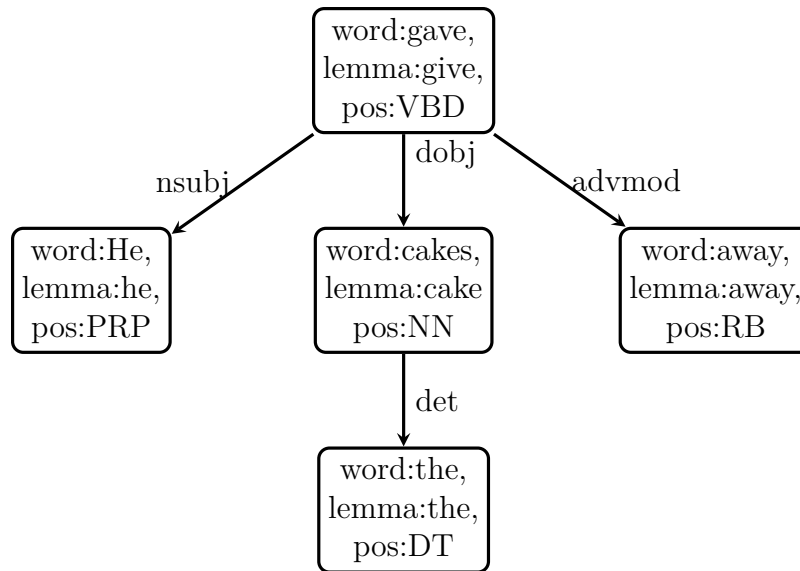 word:gave,
lemma:give,
pos:VBD
nsubj
dobj
advmod
word:He,
lemma:he,
pos:PRP
word:cakes,
lemma:cake
pos:NN
word:away,
lemma:away,
pos:RB
det
word:the,
lemma:the,
pos:DT